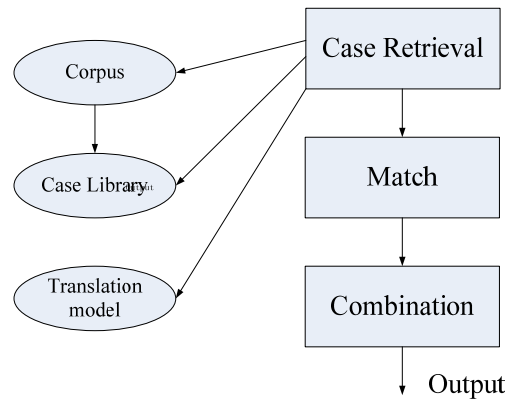 Case Retrieval
Corpus
Match
Case Library
Translation
model
Combination
Output